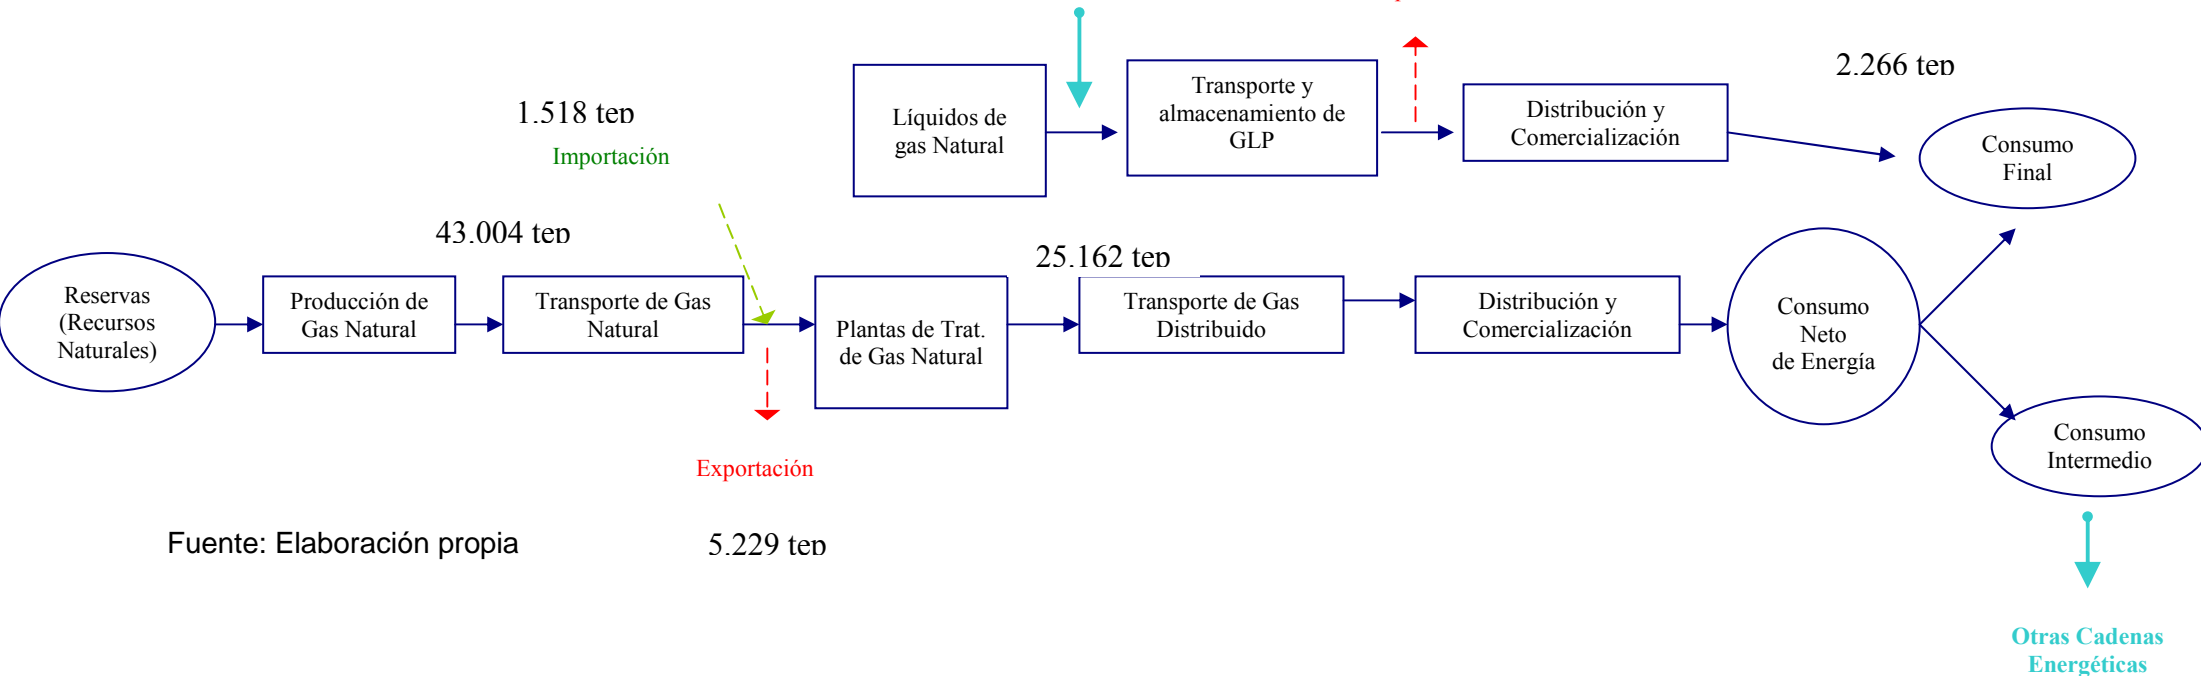 2.266 tep
Transporte y
almacenamiento de
GLP
Líquidos de
gas Natural
Distribución y
Comercialización
Consumo
Final
1.518 tep
Importación
43.004 tep
25.162 tep
Reservas
(Recursos
Naturales)
Producción de
Gas Natural
Transporte de Gas
Natural
Plantas de Trat.
de Gas Natural
Transporte de Gas
Distribuido
Distribución y
Comercialización
Consumo
Neto
de Energía
Consumo
Intermedio
Exportación
Fuente: Elaboración propia
5.229 tep
Otras Cadenas
Energéticas